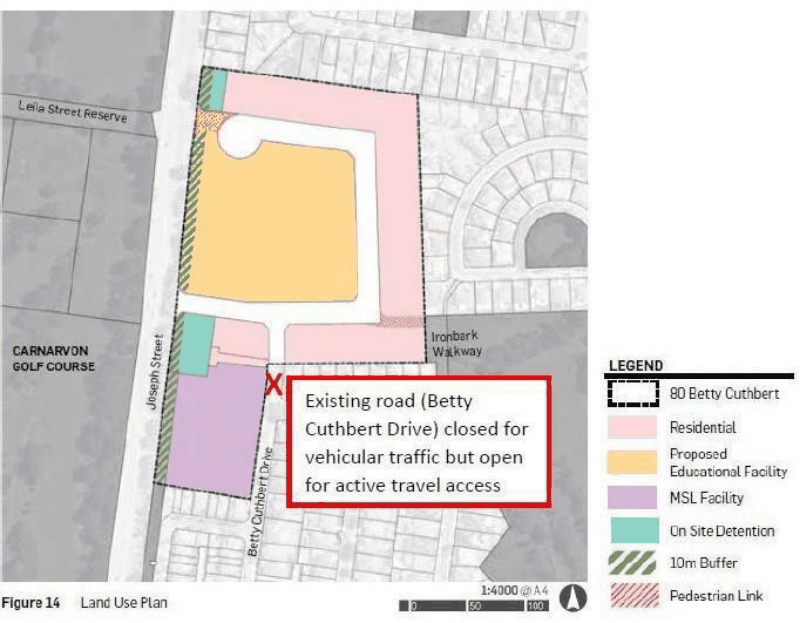 Leila Street Reserve
CARNARVON
GOLF COURSE
Joseph Street
Ironbark
Walkway
X
Existing road (Betty
Cuthbert Drive) closed for
vehicular traffic but open
for active travel access
Betty Cuthbert Drive
LEGEND
80 Betty Cuthbert
Residential
Proposed
Educational Facility
MSL Facility
On Site Detention
10m Buffer
Pedestrian Link
Figure 14 Land Use Plan
1:4000 @ A4
0 50 100